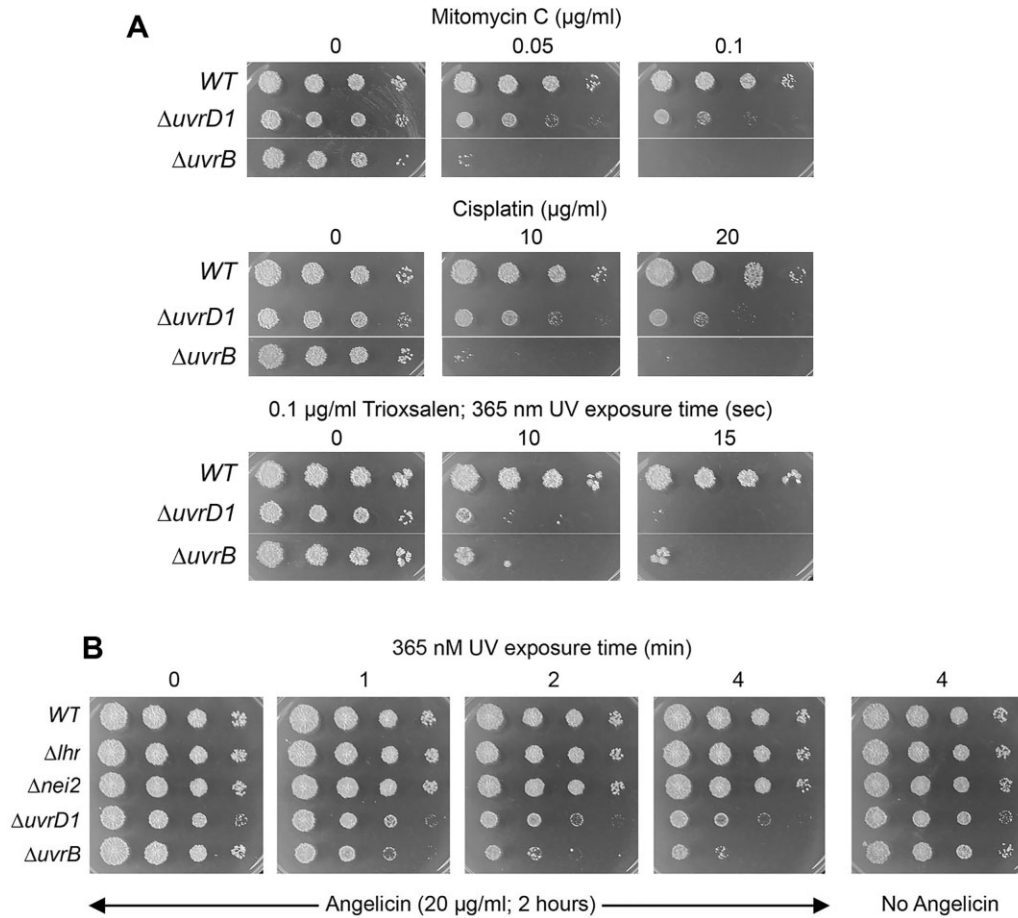 A
Mitomycin C (µg/ml)
0 0.05 0.1
WT
ΔuvrD1
ΔuvrB
Cisplatin (µg/ml)
0 10 20
WT
ΔuvrD1
ΔuvrB
0.1 µg/ml Trioxsalen; 365 nm UV exposure time (sec)
0 10 15
WT
ΔuvrD1
ΔuvrB
B
365 nM UV exposure time (min)
0 1 2 4 4
WT
Δlhr
Δnei2
ΔuvrD1
ΔuvrB
Angelicin (20 µg/ml; 2 hours) No Angelicin